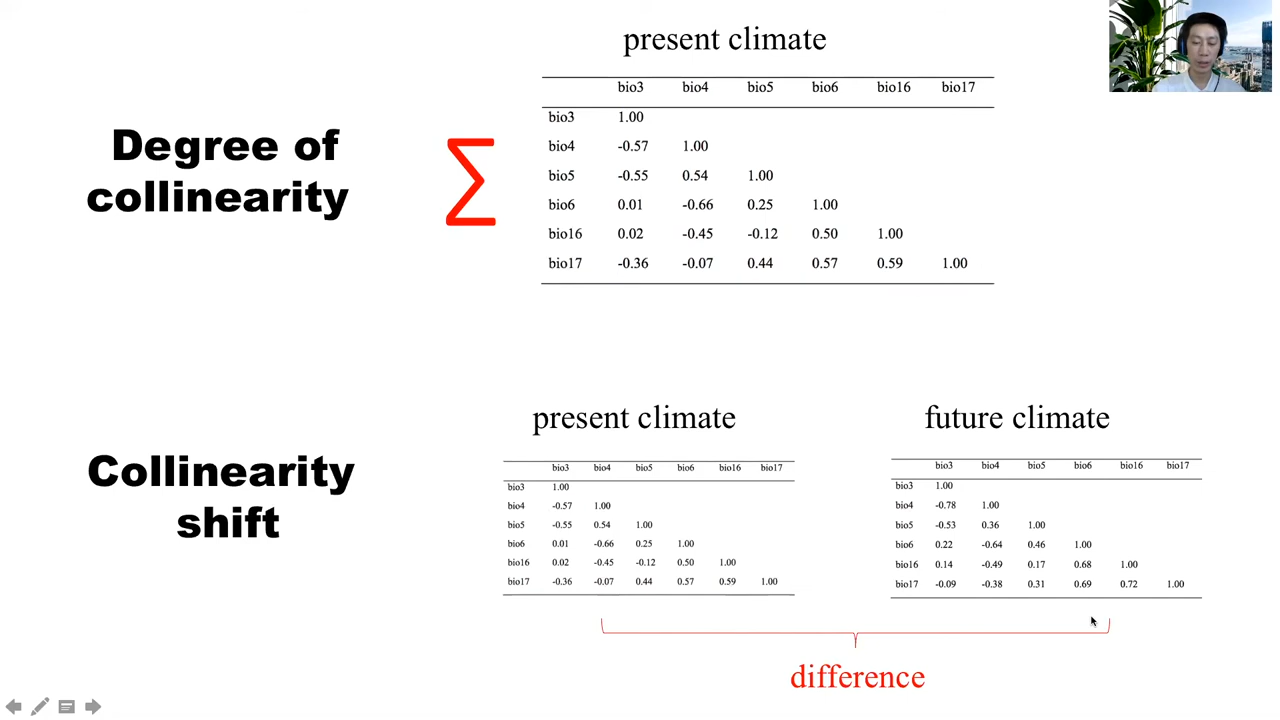 present climate
Degree of
collinearity
∑
bio3 bio4 bio5 bio6 bio16 bio17
bio3 1.00
bio4 -0.57 1.00
bio5 -0.55 0.54 1.00
bio6 0.01 -0.66 0.25 1.00
bio16 0.02 -0.45 -0.12 0.50 1.00
bio17 -0.36 -0.07 0.44 0.57 0.59 1.00
Collinearity
shift
present climate
bio3 bio4 bio5 bio6 bio16 bio17
bio3 1.00
bio4 -0.57 1.00
bio5 -0.55 0.54 1.00
bio6 0.01 -0.66 0.25 1.00
bio16 0.02 -0.45 -0.12 0.50 1.00
bio17 -0.36 -0.07 0.44 0.57 0.59 1.00
future climate
bio3 bio4 bio5 bio6 bio16 bio17
bio3 1.00
bio4 -0.78 1.00
bio5 -0.53 0.36 1.00
bio6 0.22 -0.64 0.46 1.00
bio16 0.14 -0.49 0.17 0.68 1.00
bio17 -0.09 -0.38 0.31 0.69 0.72 1.00
difference